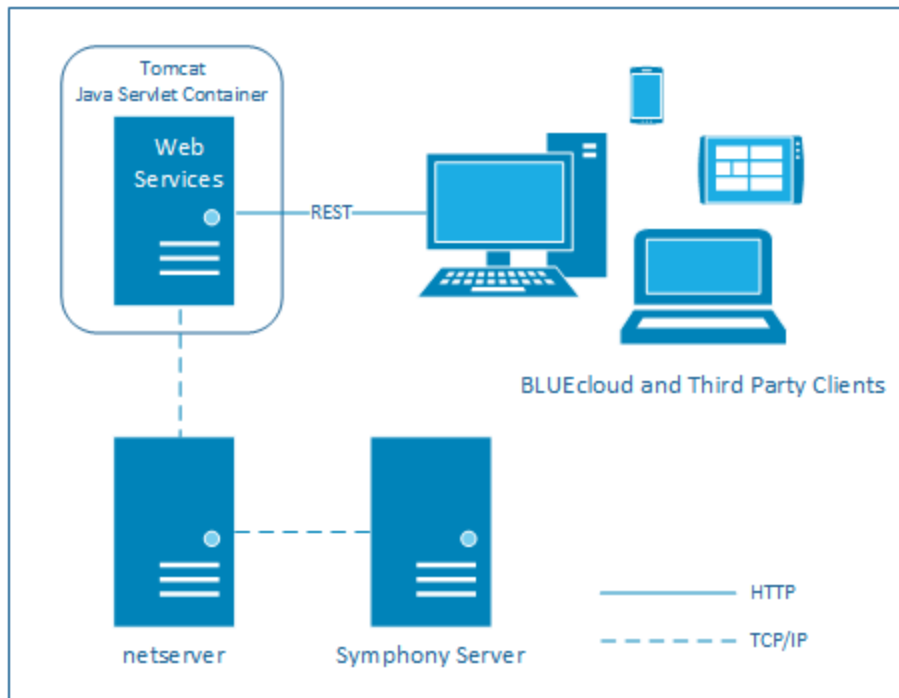 Tomcat
Java Servlet Container
Web
Services
REST
BLUEcloud and Third Party Clients
netserver
Symphony Server
HTTP
TCP/IP